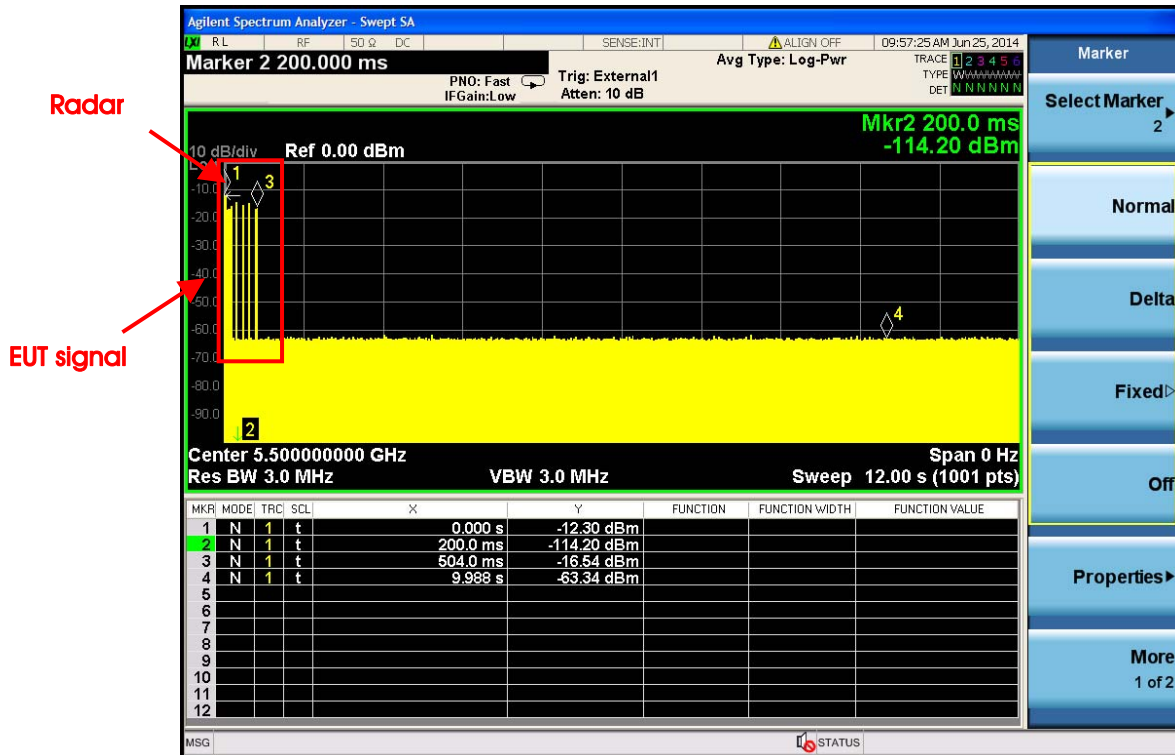 Agilent Spectrum Analyzer - Swept SA
LXI RL RF 50 Ω DC SENSE:INT ALIGN OFF 09:57:25 AM Jun 25, 2014
Marker 2 200.000 ms
PNO: Fast
IFGain:Low
Trig: External1
Atten: 10 dB
Avg Type: Log-Pwr
TRACE 1 2 3 4 5 6
TYPE WWWWWW
DET N N N N N N
Marker
Select Marker
2
Normal
Delta
Fixed
Off
Properties
More
1 of 2
Radar
EUT signal
Mkr2 200.0 ms
-114.20 dBm
10 dB/div Ref 0.00 dBm
Log
-10.0
-20.0
-30.0
-40.0
-50.0
-60.0
-70.0
-80.0
-90.0
1
3
4
2
Center 5.500000000 GHz Span 0 Hz
Res BW 3.0 MHz VBW 3.0 MHz Sweep 12.00 s (1001 pts)
MKR MODE TRC SCL X Y FUNCTION FUNCTION WIDTH FUNCTION VALUE
1 N 1 t 0.000 s -12.30 dBm
2 N 1 t 200.0 ms -114.20 dBm
3 N 1 t 504.0 ms -16.54 dBm
4 N 1 t 9.988 s -63.34 dBm
5
6
7
8
9
10
11
12
MSG STATUS